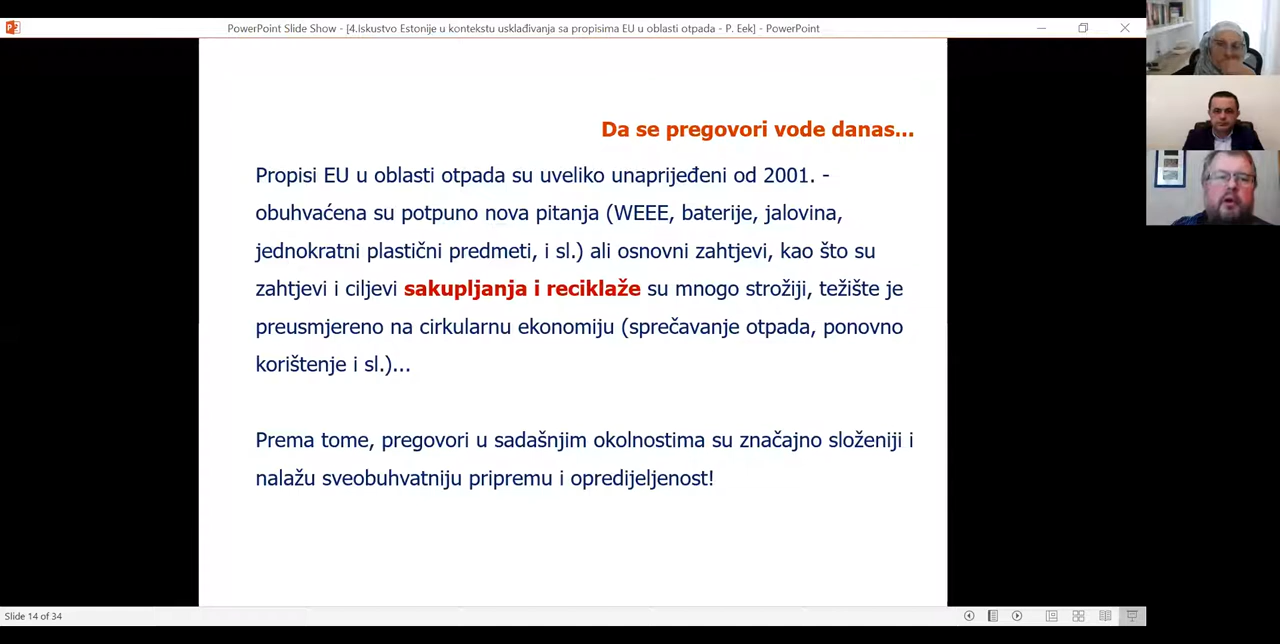 PowerPoint Slide Show - [4.Iskustvo Estonije u kontekstu usklađivanja sa propisima EU u oblasti otpada - P. Eek] - PowerPoint
Da se pregovori vode danas...
Propisi EU u oblasti otpada su uveliko unaprijeđeni od 2001. -
obuhvaćena su potpuno nova pitanja (WEEE, baterije, jalovina,
jednokratni plastični predmeti, i sl.) ali osnovni zahtjevi, kao što su
zahtjevi i ciljevi sakupljanja i reciklaže su mnogo strožiji, težište je
preusmjereno na cirkularnu ekonomiju (sprečavanje otpada, ponovno
korištenje i sl.)...
Prema tome, pregovori u sadašnjim okolnostima su značajno složeniji i
nalažu sveobuhvatniju pripremu i opredijeljenost!
Slide 14 of 34